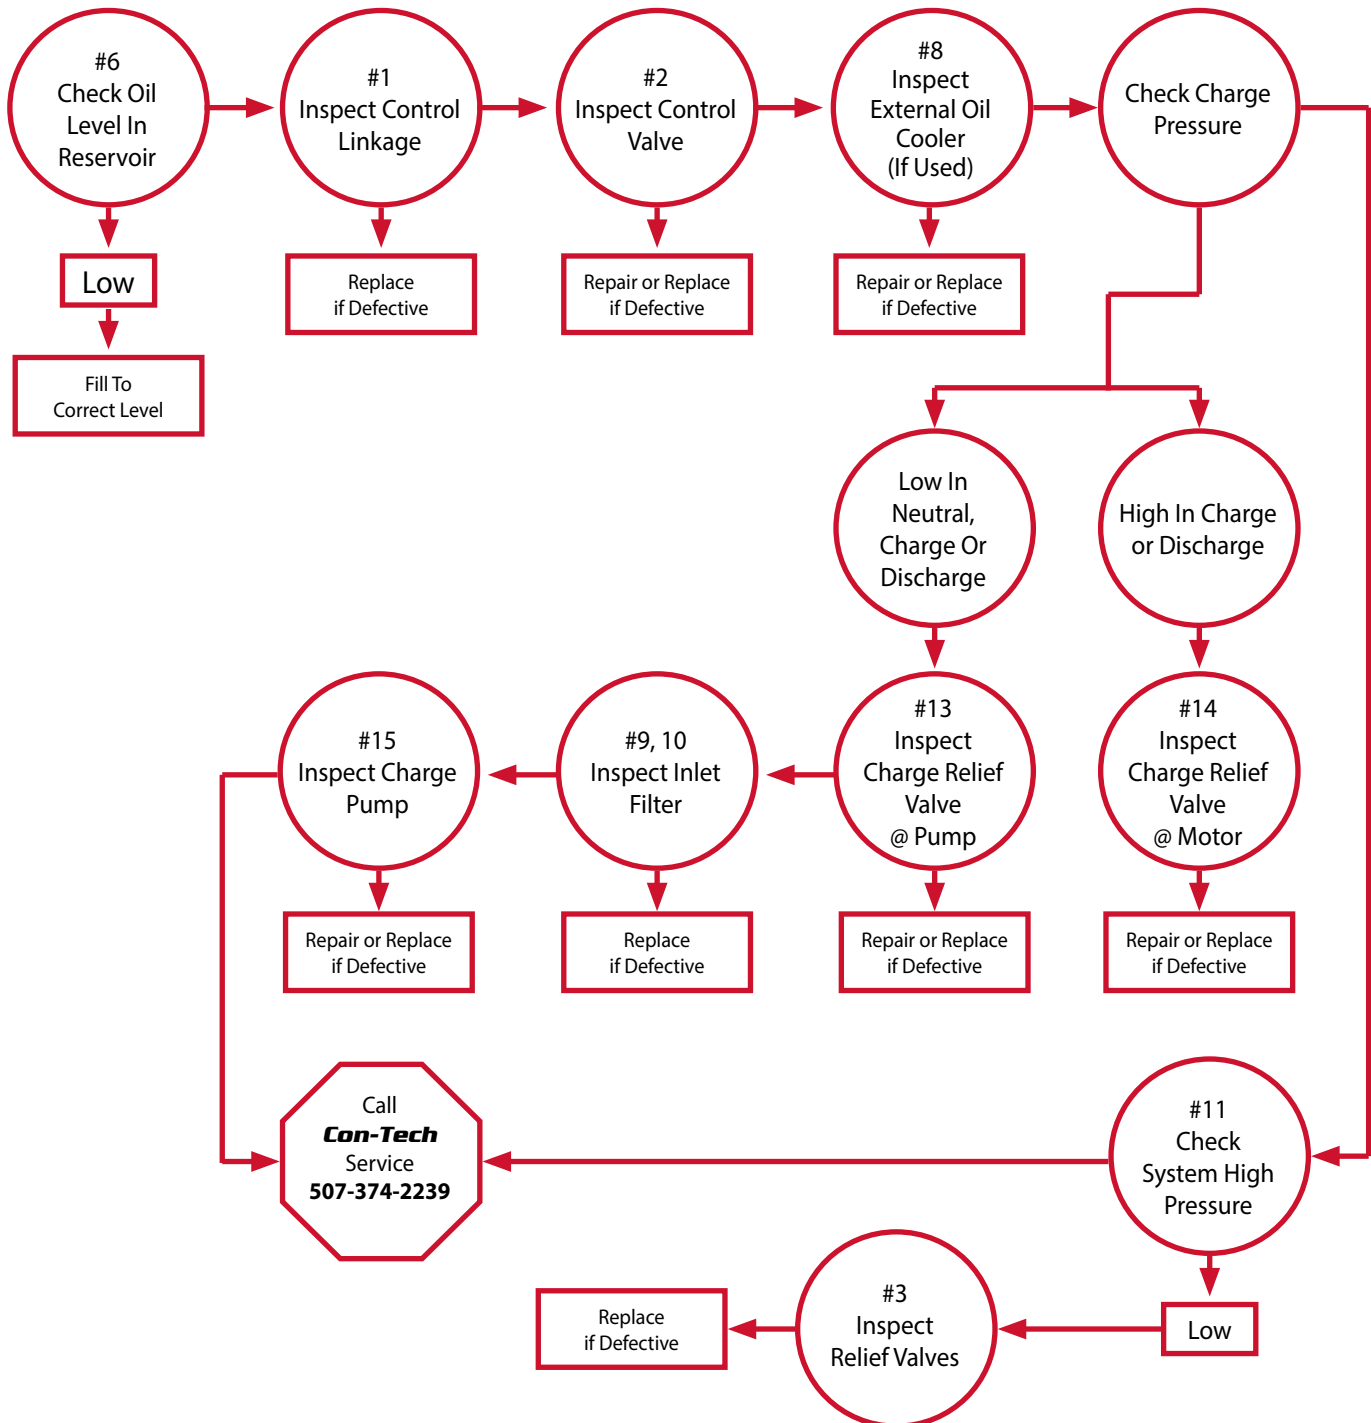 #6
Check Oil
Level In
Reservoir
#1
Inspect Control
Linkage
#2
Inspect Control
Valve
#8
Inspect
External Oil
Cooler
(If Used)
Check Charge
Pressure
Low
Fill To
Correct Level
Replace
if Defective
Repair or Replace
if Defective
Repair or Replace
if Defective
Low In
Neutral,
Charge Or
Discharge
High In Charge
or Discharge
#15
Inspect Charge
Pump
#9, 10
Inspect Inlet
Filter
#13
Inspect
Charge Relief
Valve
@ Pump
#14
Inspect
Charge Relief
Valve
@ Motor
Repair or Replace
if Defective
Replace
if Defective
Repair or Replace
if Defective
Repair or Replace
if Defective
Call
Con-Tech
Service
507-374-2239
#11
Check
System High
Pressure
Replace
if Defective
#3
Inspect
Relief Valves
Low